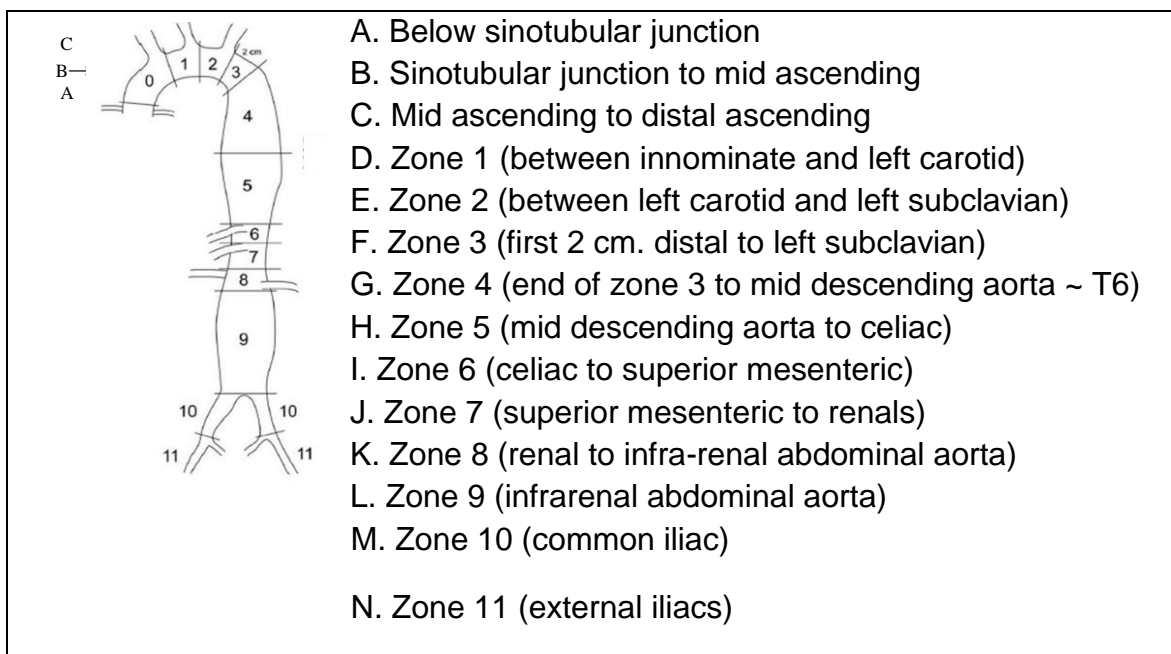 C
B
A
0
1
2
2 cm
3
4
5
6
7
8
9
10
10
11
11
A. Below sinotubular junction
B. Sinotubular junction to mid ascending
C. Mid ascending to distal ascending
D. Zone 1 (between innominate and left carotid)
E. Zone 2 (between left carotid and left subclavian)
F. Zone 3 (first 2 cm. distal to left subclavian)
G. Zone 4 (end of zone 3 to mid descending aorta ~ T6)
H. Zone 5 (mid descending aorta to celiac)
I. Zone 6 (celiac to superior mesenteric)
J. Zone 7 (superior mesenteric to renals)
K. Zone 8 (renal to infra-renal abdominal aorta)
L. Zone 9 (infrarenal abdominal aorta)
M. Zone 10 (common iliac)
N. Zone 11 (external iliacs)